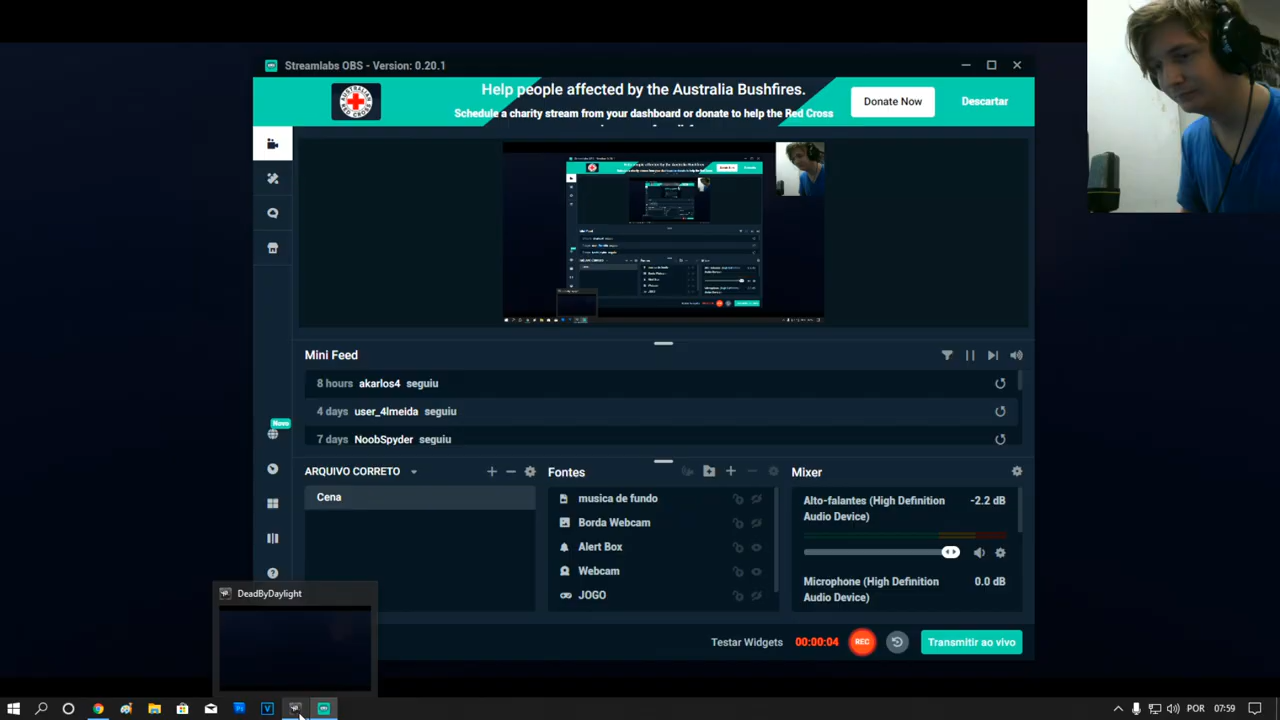 Streamlabs OBS - Version: 0.20.1
Help people affected by the Australia Bushfires.
Schedule a charity stream from your dashboard or donate to help the Red Cross
Donate Now
Descartar
Mini Feed
8 hours akarlos4 seguiu
4 days user_4lmeida seguiu
7 days NoobSpyder seguiu
Novo
ARQUIVO CORRETO
Cena
Fontes
musica de fundo
Borda Webcam
Alert Box
Webcam
JOGO
Mixer
Alto-falantes (High Definition
Audio Device)
-2.2 dB
Microphone (High Definition
Audio Device)
0.0 dB
DeadByDaylight
Testar Widgets
00:00:04
REC
Transmitir ao vivo
POR
07:59